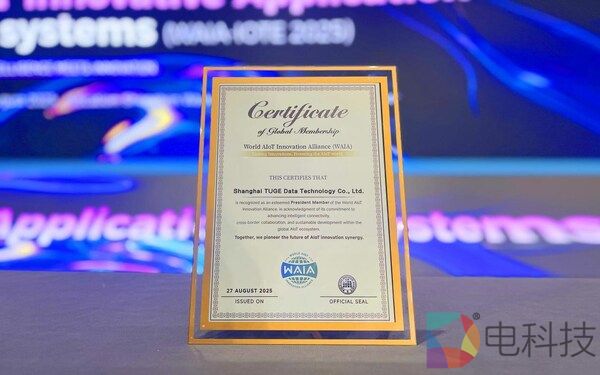 Innovative Applications
systems (WAIA IOTE 2025)
Certificate
of Global Membership
World AIoT Innovation Alliance (WAIA)
THIS CERTIFIES THAT
Shanghai TUGE Data Technology Co., Ltd.
is recognized as an esteemed President Member of the World AIoT
Innovation Alliance, in acknowledgment of its commitment to
advancing intelligent connectivity,
cross-border collaboration, and sustainable development within the
global AIoT ecosystem.
Together, we pioneer the future of AIoT innovation synergy.
WAIA
27 AUGUST 2025
ISSUED ON
OFFICIAL SEAL
电科技